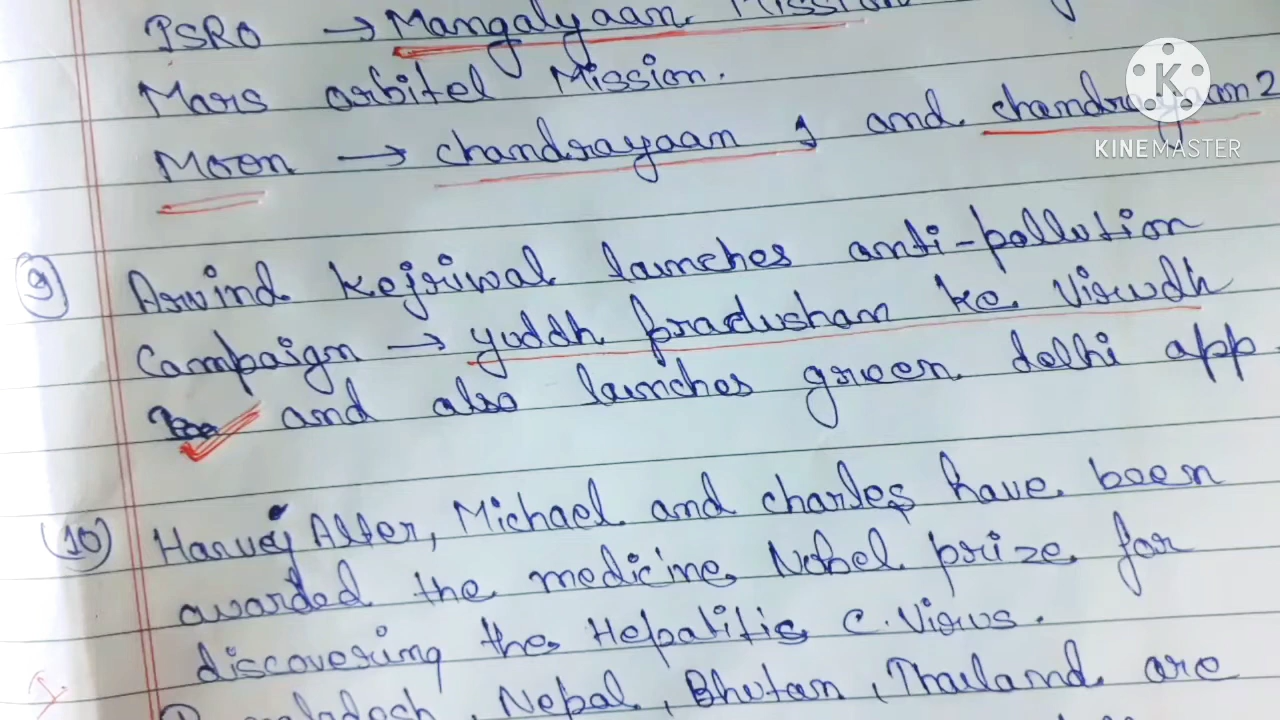 ISRO → Mangalyaan Mission
Mars orbitel Mission.
Moon → chandrayaan 1 and chandrayaan 2
K
KINEMASTER
9) Arvind Kejriwal launches anti-pollution
Campaign → yuddh pradusham ke Virudh
and also launches green delhi app.
(10) Harvey Alter, Michael and charles have been
awarded the medicine Nobel prize for
discovering the Hepatitis C. Virus.
Nepal, Bhutan, Thailand are